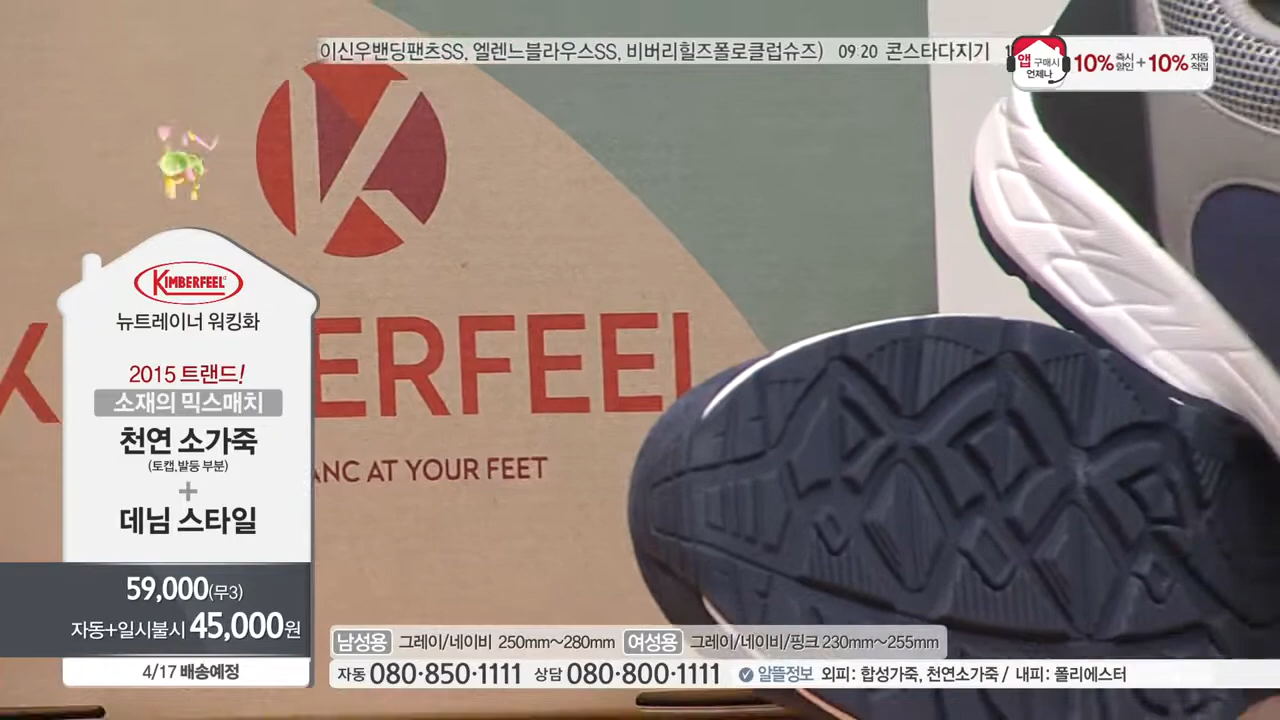 이신우밴딩팬츠SS, 엘렌느블라우스SS, 비버리힐즈폴로클럽슈즈) 09 20 콘스타다지기
앱 구매시
언제나
10% 즉시할인 + 10% 자동적립
KIMBERFEEL
뉴트레이너 워킹화
2015 트랜드!
소재의 믹스매치
천연 소가죽
(토캡,발등 부분)
+
데님 스타일
59,000(무3)
자동+일시불시 45,000원
4/17 배송예정
K ERFEEL
ANC AT YOUR FEET
남성용 그레이/네이비 250mm~280mm 여성용 그레이/네이비/핑크 230mm~255mm
자동 080·850·1111 상담 080·800·1111 알뜰정보 외피: 합성가죽, 천연소가죽 / 내피: 폴리에스터